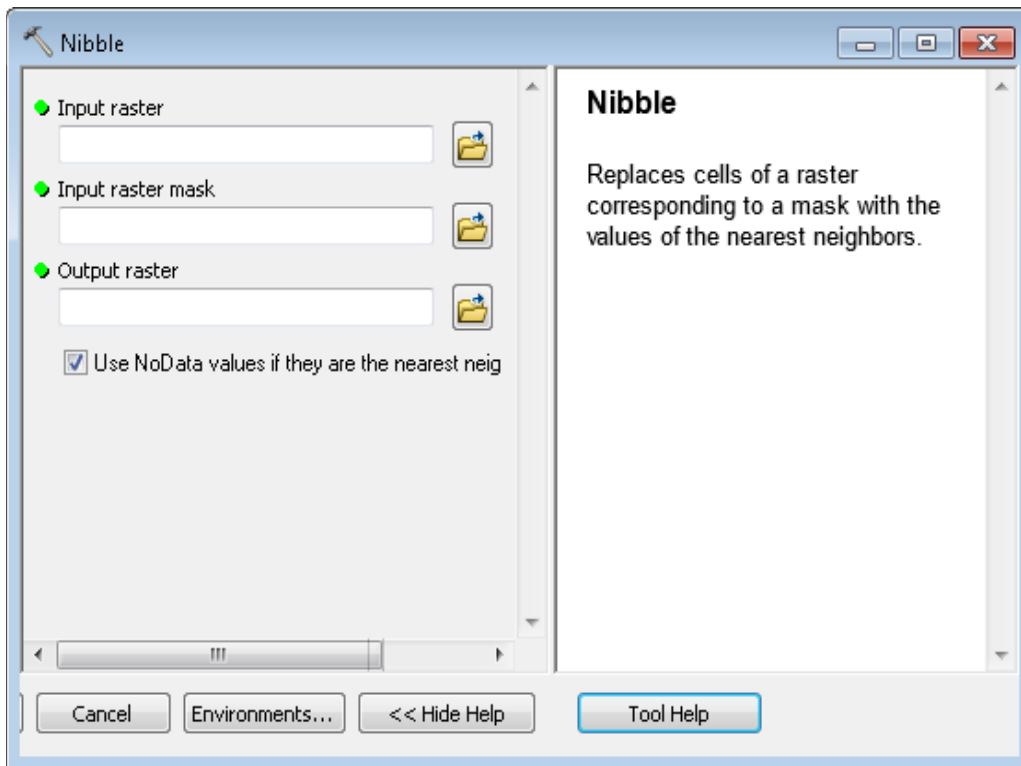 Nibble
Input raster
Input raster mask
Output raster
Use NoData values if they are the nearest neig
Nibble
Replaces cells of a raster
corresponding to a mask with the
values of the nearest neighbors.
Cancel
Environments...
<< Hide Help
Tool Help